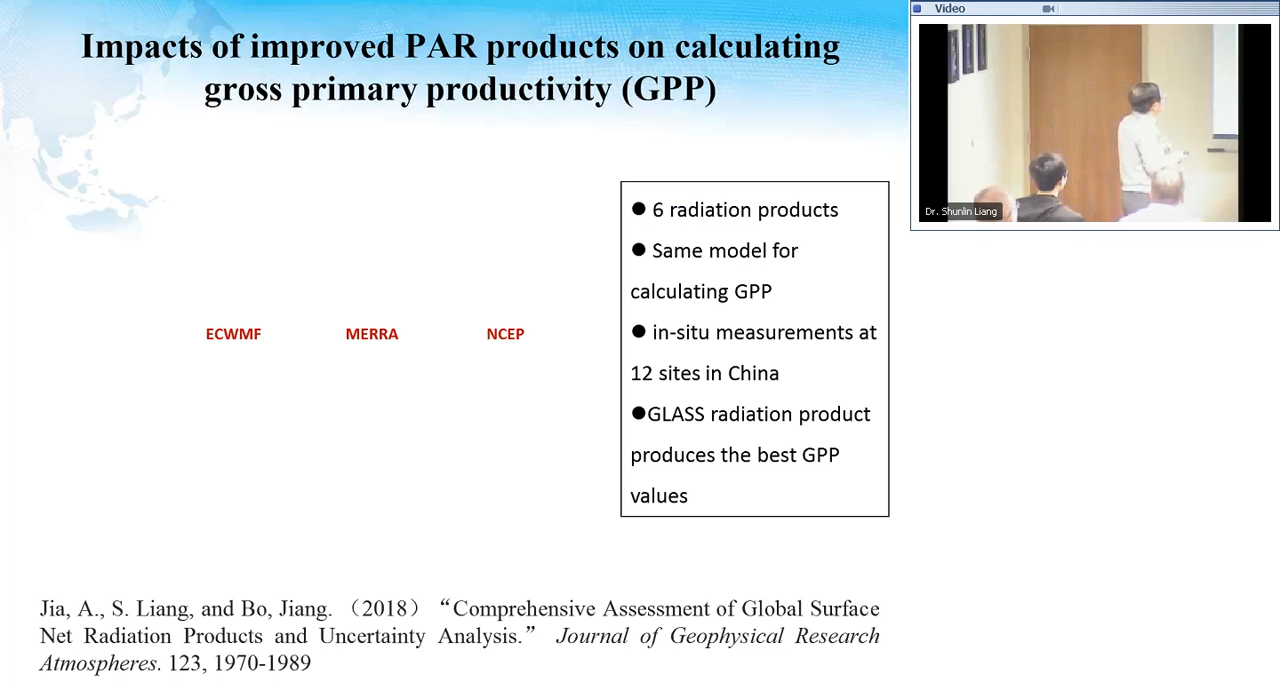 Impacts of improved PAR products on calculating
gross primary productivity (GPP)
Video
Dr. Shunlin Liang
● 6 radiation products
● Same model for
calculating GPP
● in-situ measurements at
12 sites in China
●GLASS radiation product
produces the best GPP
values
ECWMF MERRA NCEP
Jia, A., S. Liang, and Bo, Jiang. （2018） “Comprehensive Assessment of Global Surface
Net Radiation Products and Uncertainty Analysis.” Journal of Geophysical Research
Atmospheres. 123, 1970-1989